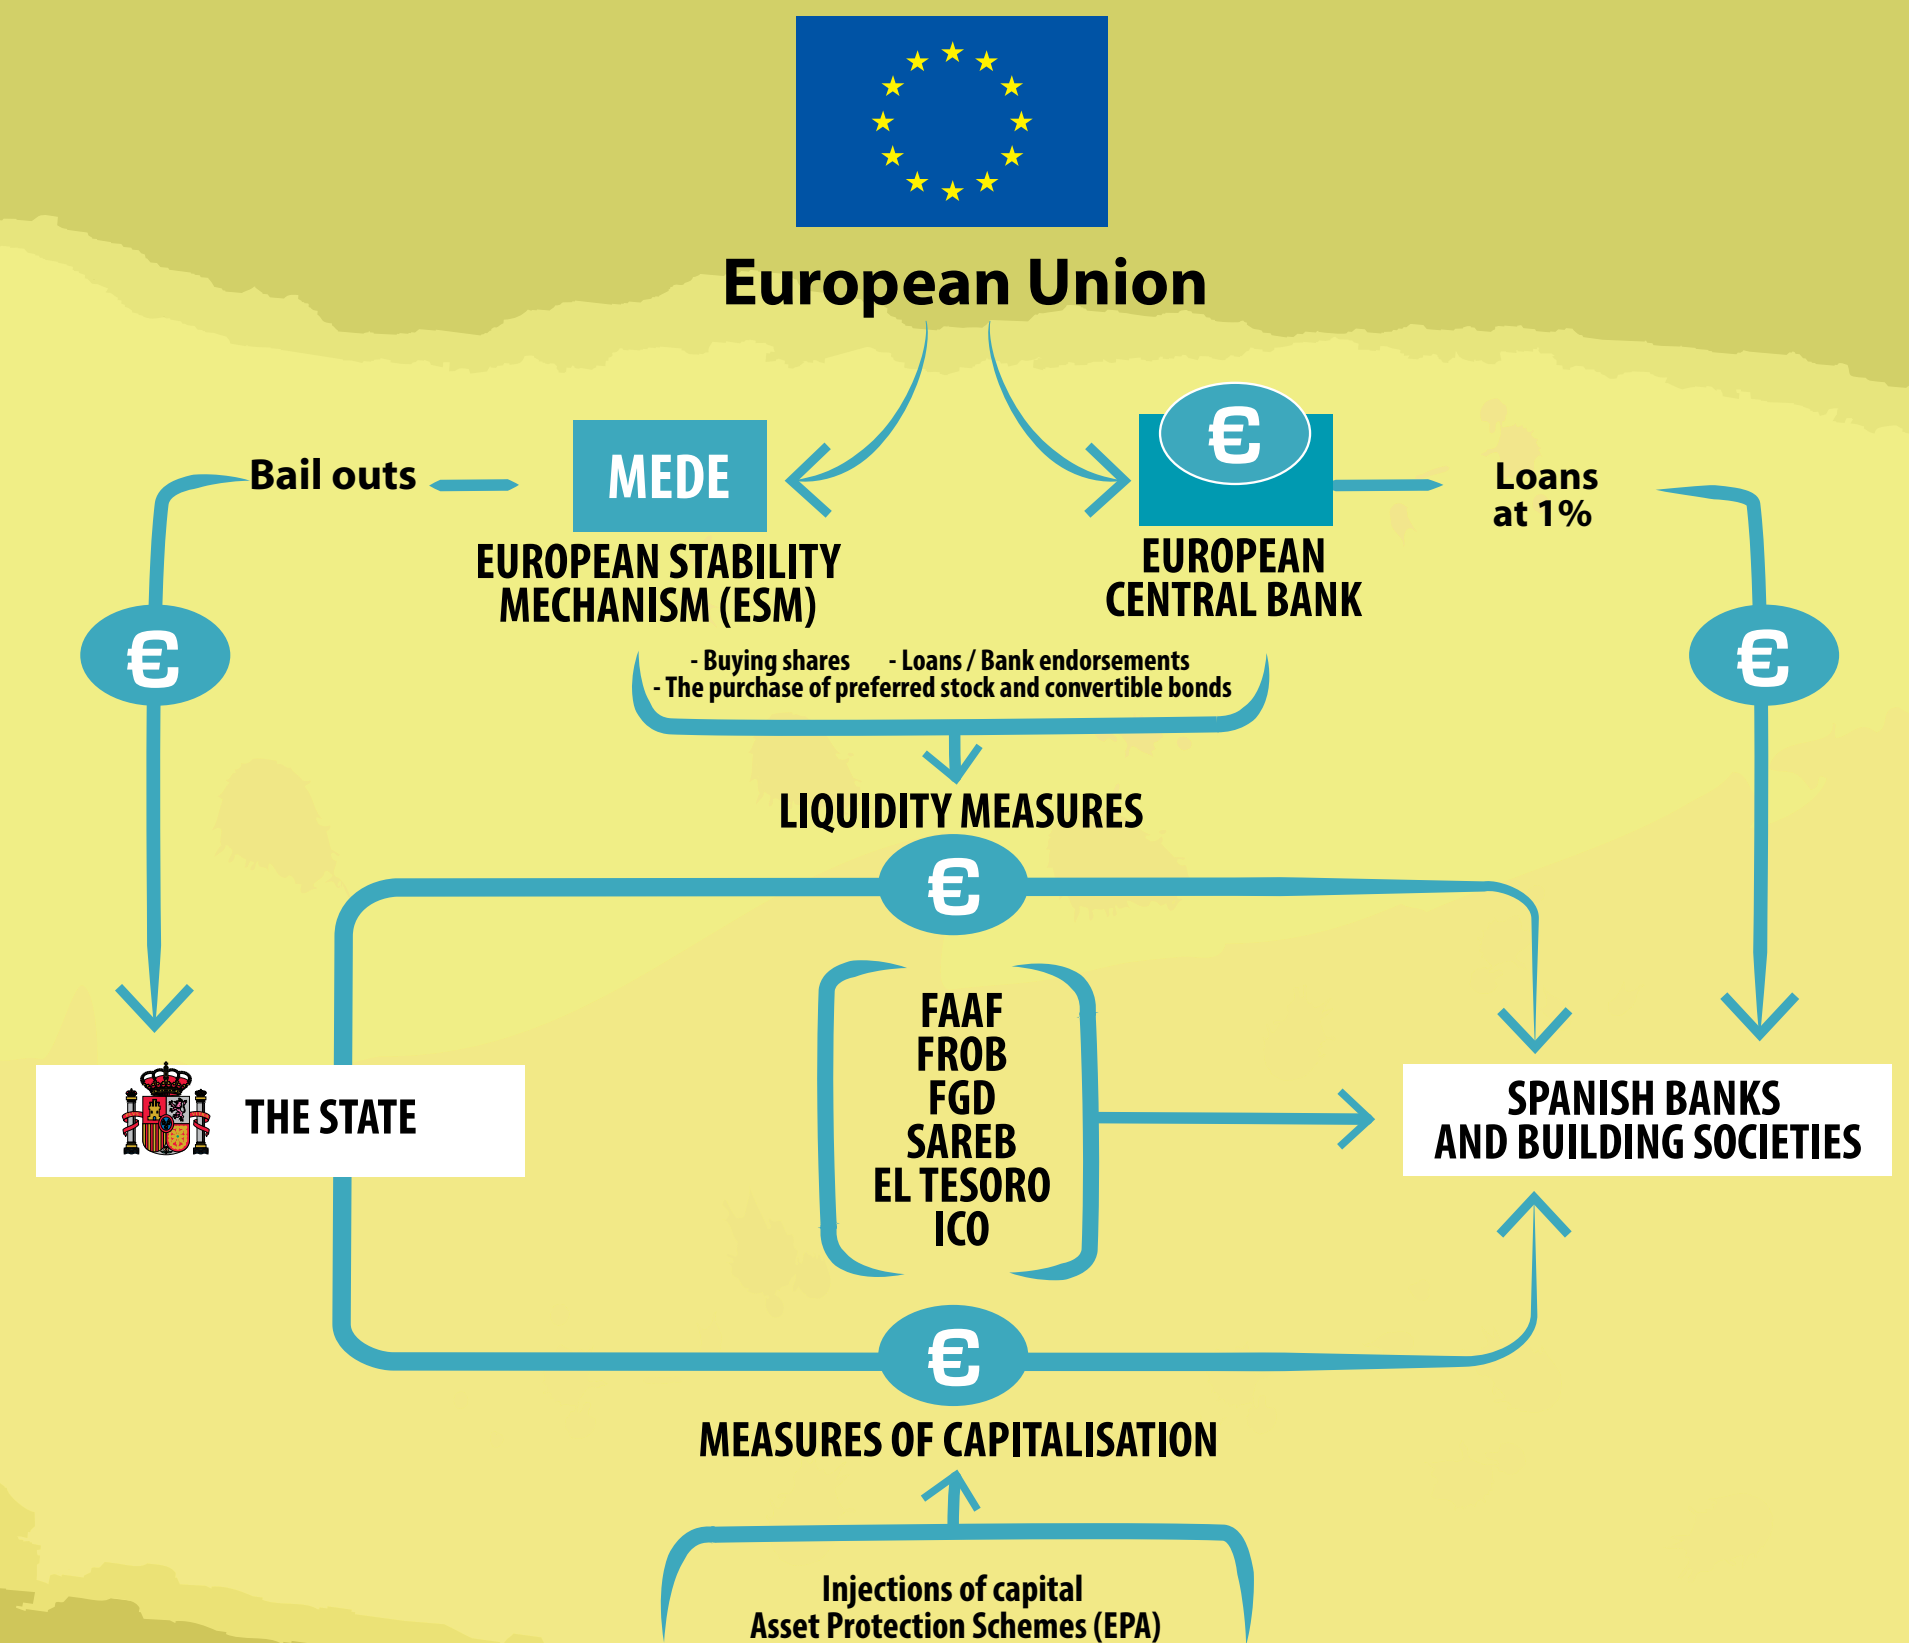 European Union
Bail outs
MEDE
€
Loans
at 1%
EUROPEAN STABILITY
MECHANISM (ESM)
EUROPEAN
CENTRAL BANK
€
€
- Buying shares - Loans / Bank endorsements
- The purchase of preferred stock and convertible bonds
LIQUIDITY MEASURES
€
FAAF
FROB
FGD
SAREB
EL TESORO
ICO
THE STATE
SPANISH BANKS
AND BUILDING SOCIETIES
€
MEASURES OF CAPITALISATION
Injections of capital
Asset Protection Schemes (EPA)